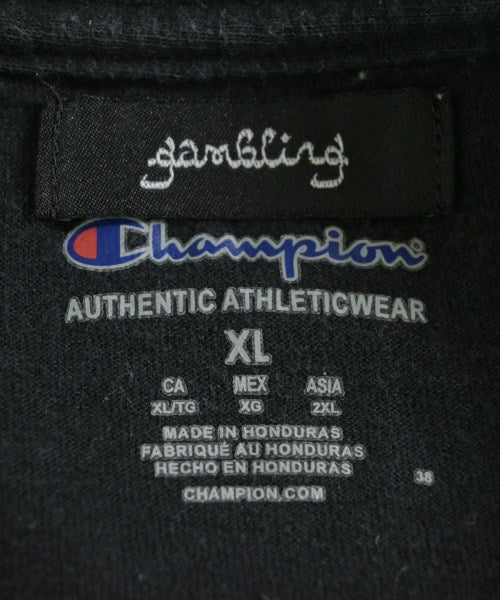 gambling
Champion®
AUTHENTIC ATHLETICWEAR
XL
CA MEX ASIA
XL/TG XG 2XL
MADE IN HONDURAS
FABRIQUÉ AU HONDURAS
HECHO EN HONDURAS
38
CHAMPION.COM